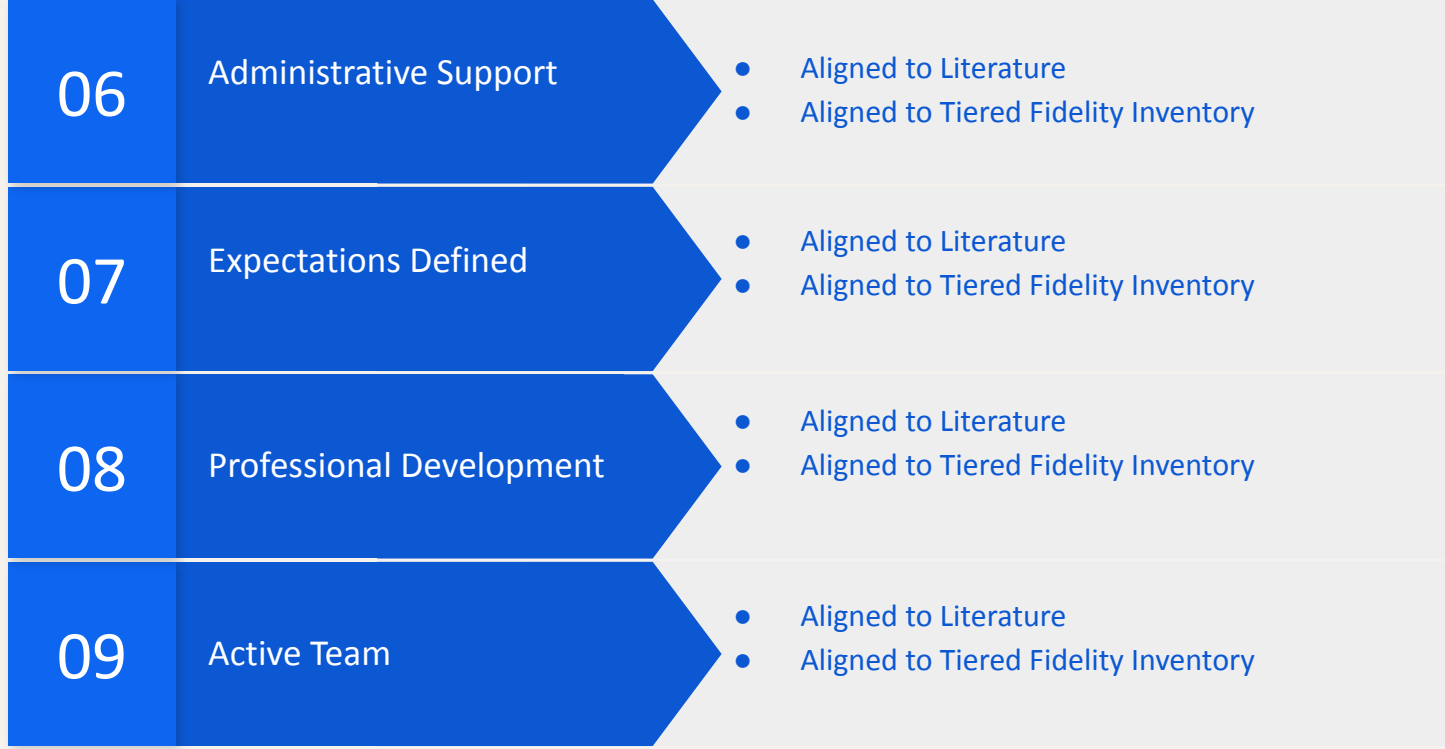 06
Administrative Support
● Aligned to Literature
● Aligned to Tiered Fidelity Inventory
07
Expectations Defined
● Aligned to Literature
● Aligned to Tiered Fidelity Inventory
08
Professional Development
● Aligned to Literature
● Aligned to Tiered Fidelity Inventory
09
Active Team
● Aligned to Literature
● Aligned to Tiered Fidelity Inventory